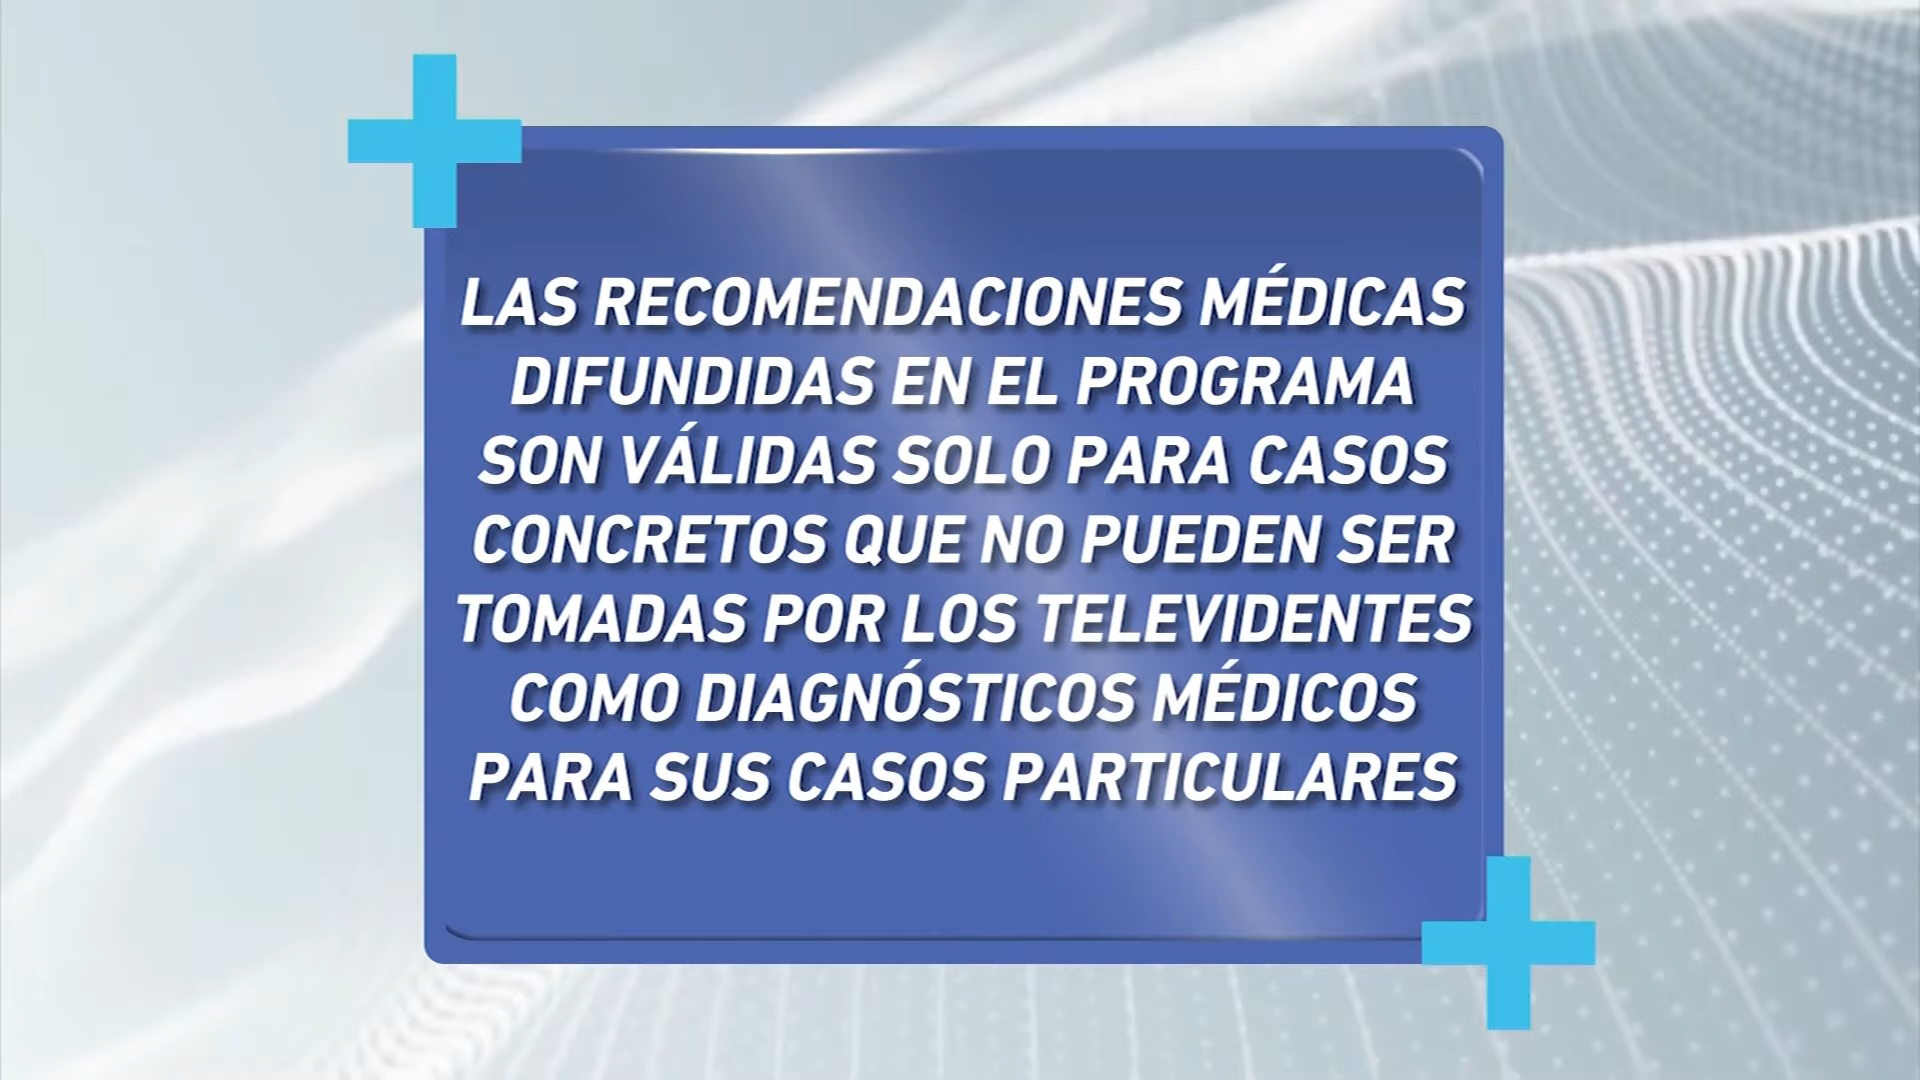 LAS RECOMENDACIONES MÉDICAS
DIFUNDIDAS EN EL PROGRAMA
SON VÁLIDAS SOLO PARA CASOS
CONCRETOS QUE NO PUEDEN SER
TOMADAS POR LOS TELEVIDENTES
COMO DIAGNÓSTICOS MÉDICOS
PARA SUS CASOS PARTICULARES